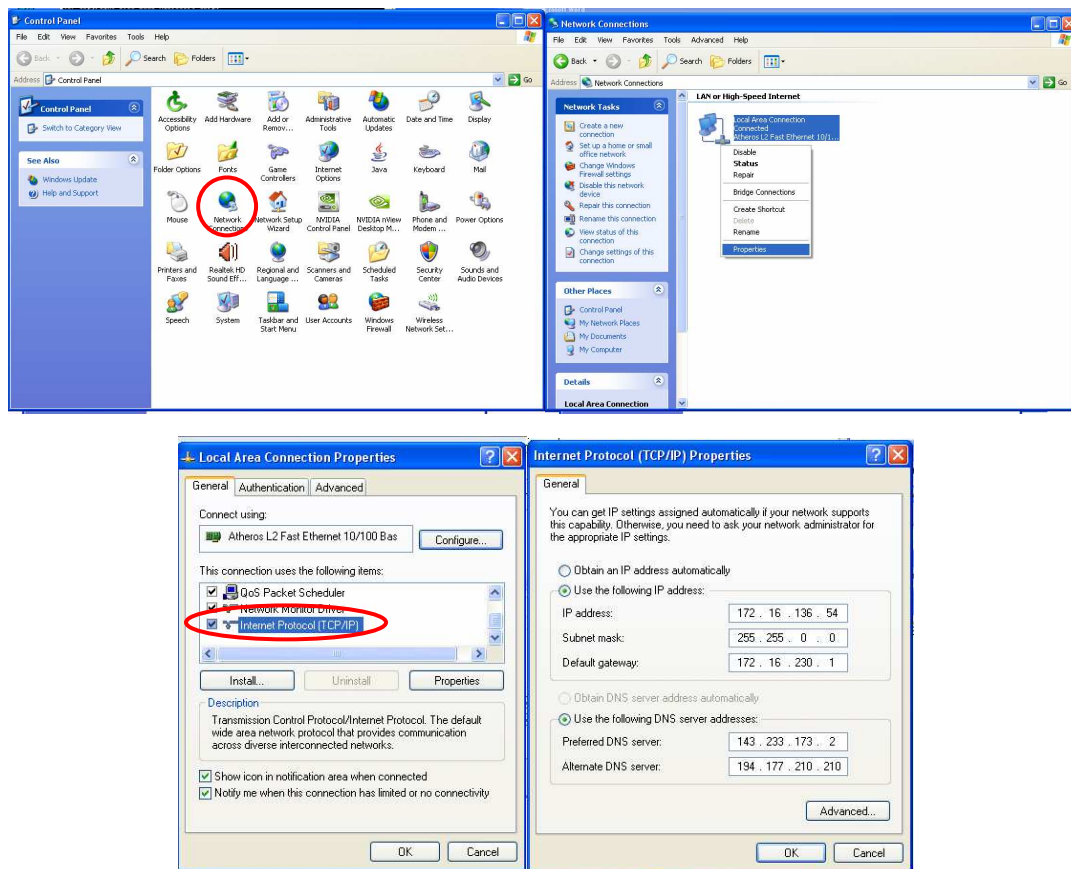 Control Panel
File Edit View Favorites Tools Help
Back Search Folders
Address Control Panel Go
Control Panel
Switch to Category View
See Also
Windows Update
Help and Support
Accessibility Options
Add Hardware
Add or Remov...
Administrative Tools
Automatic Updates
Date and Time
Display
Folder Options
Fonts
Game Controllers
Internet Options
Java
Keyboard
Mail
Mouse
Network Connections
Network Setup Wizard
NVIDIA Control Panel
NVIDIA nView Desktop M...
Phone and Modem ...
Power Options
Printers and Faxes
Realtek HD Sound Eff...
Regional and Language ...
Scanners and Cameras
Scheduled Tasks
Security Center
Sounds and Audio Devices
Speech
System
Taskbar and Start Menu
User Accounts
Windows Firewall
Wireless Network Set...
Network Connections
File Edit View Favorites Tools Advanced Help
Back Search Folders
Address Network Connections Go
Network Tasks
Create a new
connection
Set up a home or small
office network
Change Windows
Firewall settings
Disable this network
device
Repair this connection
Rename this connection
View status of this
connection
Change settings of this
connection
Other Places
Control Panel
My Network Places
My Documents
My Computer
Details
Local Area Connection
LAN or High-Speed Internet
Local Area Connection
Connected
Atheros L2 Fast Ethernet 10/1...
Disable
Status
Repair
Bridge Connections
Create Shortcut
Delete
Rename
Properties
Local Area Connection Properties
General Authentication Advanced
Connect using:
Atheros L2 Fast Ethernet 10/100 Bas Configure...
This connection uses the following items:
QoS Packet Scheduler
Network Monitor Driver
Internet Protocol (TCP/IP)
Install... Uninstall Properties
Description
Transmission Control Protocol/Internet Protocol. The default
wide area network protocol that provides communication
across diverse interconnected networks.
Show icon in notification area when connected
Notify me when this connection has limited or no connectivity
OK Cancel
Internet Protocol (TCP/IP) Properties
General
You can get IP settings assigned automatically if your network supports
this capability. Otherwise, you need to ask your network administrator for
the appropriate IP settings.
Obtain an IP address automatically
Use the following IP address:
IP address: 172 . 16 . 136 . 54
Subnet mask: 255 . 255 . 0 . 0
Default gateway: 172 . 16 . 230 . 1
Obtain DNS server address automatically
Use the following DNS server addresses:
Preferred DNS server: 143 . 233 . 173 . 2
Alternate DNS server: 194 . 177 . 210 . 210
Advanced...
OK Cancel